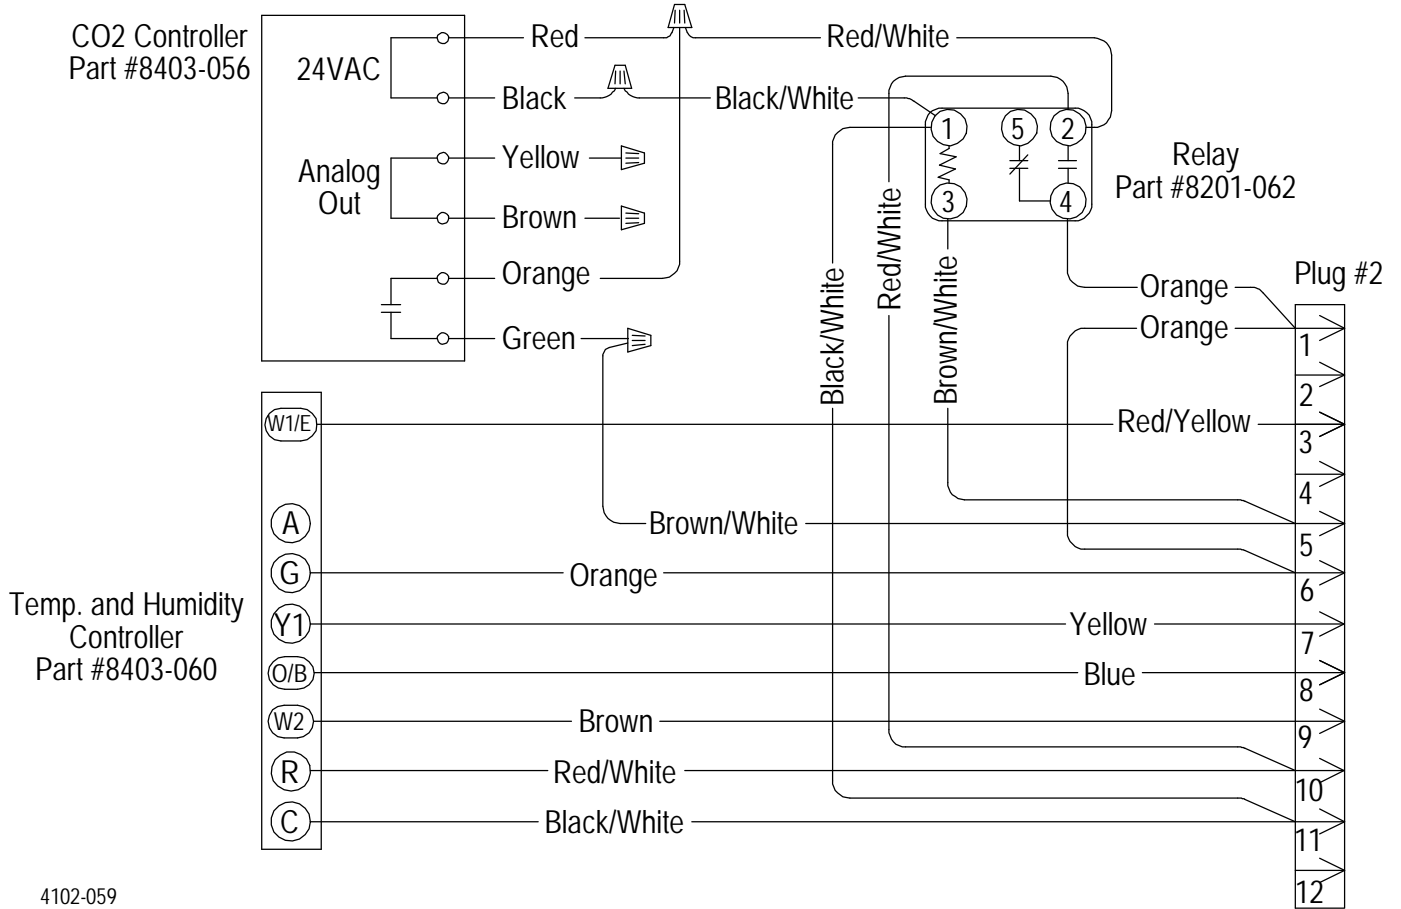 CO2 Controller
Part #8403-056
24VAC
Analog
Out
Red
Red/White
Black
Black/White
Yellow
Brown
Orange
Green
1
5
2
3
4
Relay
Part #8201-062
Black/White
Red/White
Brown/White
Plug #2
Orange
Orange
1
2
Red/Yellow
3
4
Brown/White
5
Orange
6
Yellow
7
Blue
8
Brown
9
Red/White
10
Black/White
11
12
W1/E
A
G
Y1
O/B
W2
R
C
Temp. and Humidity
Controller
Part #8403-060
4102-059